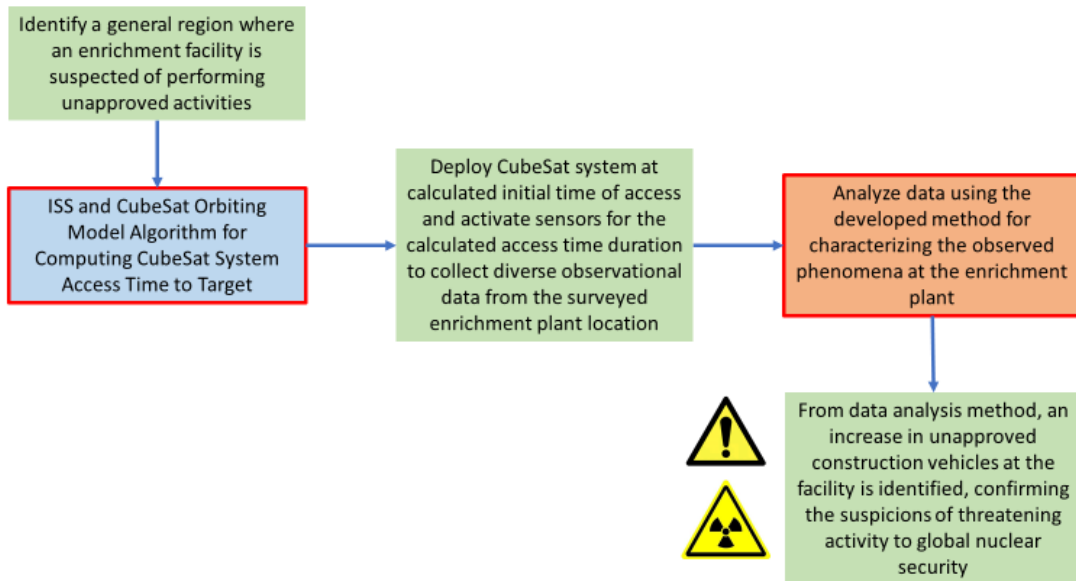 Identify a general region where
an enrichment facility is
suspected of performing
unapproved activities
ISS and CubeSat Orbiting
Model Algorithm for
Computing CubeSat System
Access Time to Target
Deploy CubeSat system at
calculated initial time of access
and activate sensors for the
calculated access time duration
to collect diverse observational
data from the surveyed
enrichment plant location
Analyze data using the
developed method for
characterizing the observed
phenomena at the enrichment
plant
From data analysis method, an
increase in unapproved
construction vehicles at the
facility is identified, confirming
the suspicions of threatening
activity to global nuclear
security